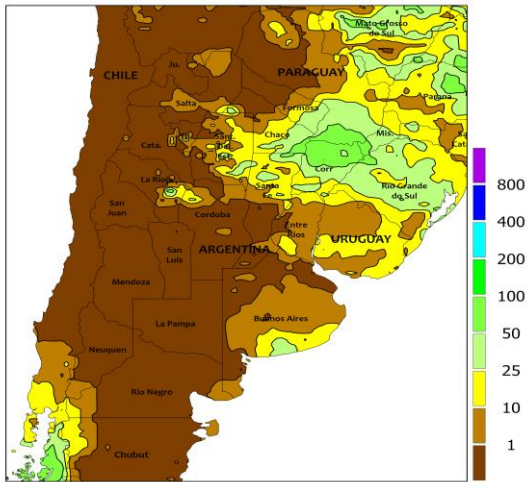 Mato Grosso
do Sul
CHILE
Ju.
PARAGUAY
Parana
Salta
Formosa
Chaco
Mis.
Cata.
Corr
La Rioja
Santa
Fe
Rio Grande
do Sul
San
Juan
Cordoba
Entre
Rios
San
Luis
ARGENTINA
URUGUAY
Mendoza
La Pampa
Buenos Aires
Neuquen
Rio Negro
Chubut
800
400
200
100
50
25
10
1